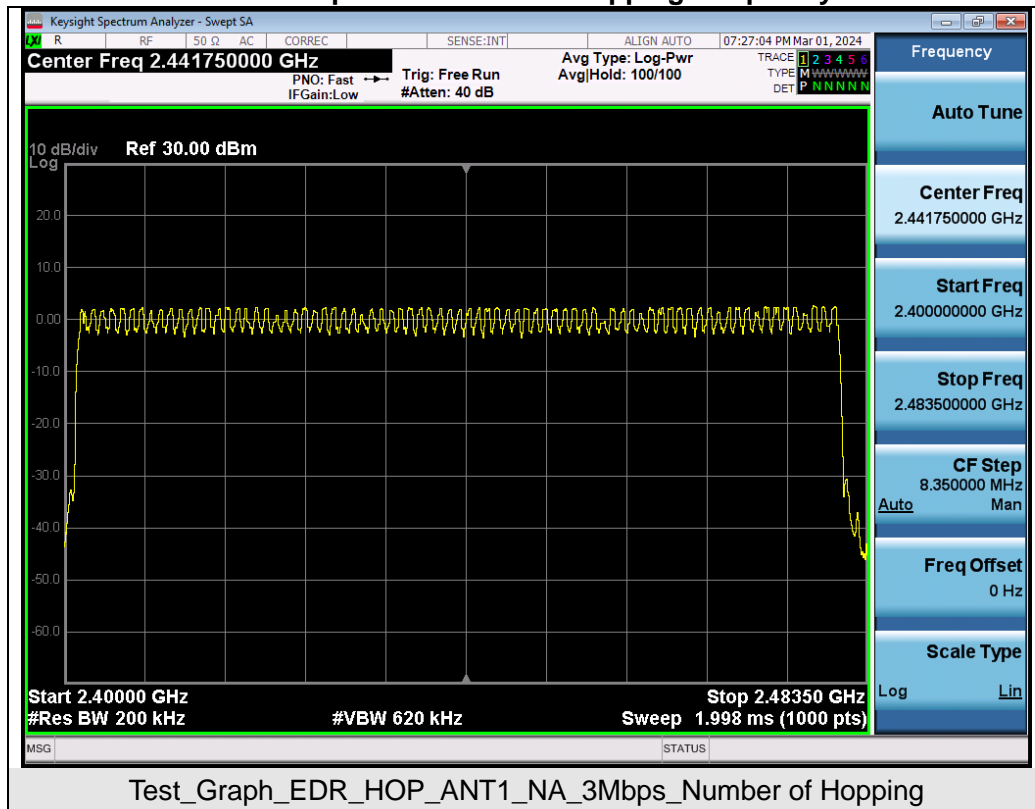 Keysight Spectrum Analyzer - Swept SA
LXI R RF 50 Ω AC CORREC SENSE:INT ALIGN AUTO 07:27:04 PM Mar 01, 2024
Center Freq 2.441750000 GHz
PNO: Fast
IFGain:Low
Trig: Free Run
#Atten: 40 dB
Avg Type: Log-Pwr
Avg|Hold: 100/100
TRACE 1 2 3 4 5 6
TYPE M WWWWW
DET P N N N N N
10 dB/div Ref 30.00 dBm
Log
20.0
10.0
0.00
-10.0
-20.0
-30.0
-40.0
-50.0
-60.0
Start 2.40000 GHz
Stop 2.48350 GHz
#Res BW 200 kHz
#VBW 620 kHz
Sweep 1.998 ms (1000 pts)
MSG
STATUS
Frequency
Auto Tune
Center Freq
2.441750000 GHz
Start Freq
2.400000000 GHz
Stop Freq
2.483500000 GHz
CF Step
8.350000 MHz
Auto Man
Freq Offset
0 Hz
Scale Type
Log Lin
Test_Graph_EDR_HOP_ANT1_NA_3Mbps_Number of Hopping